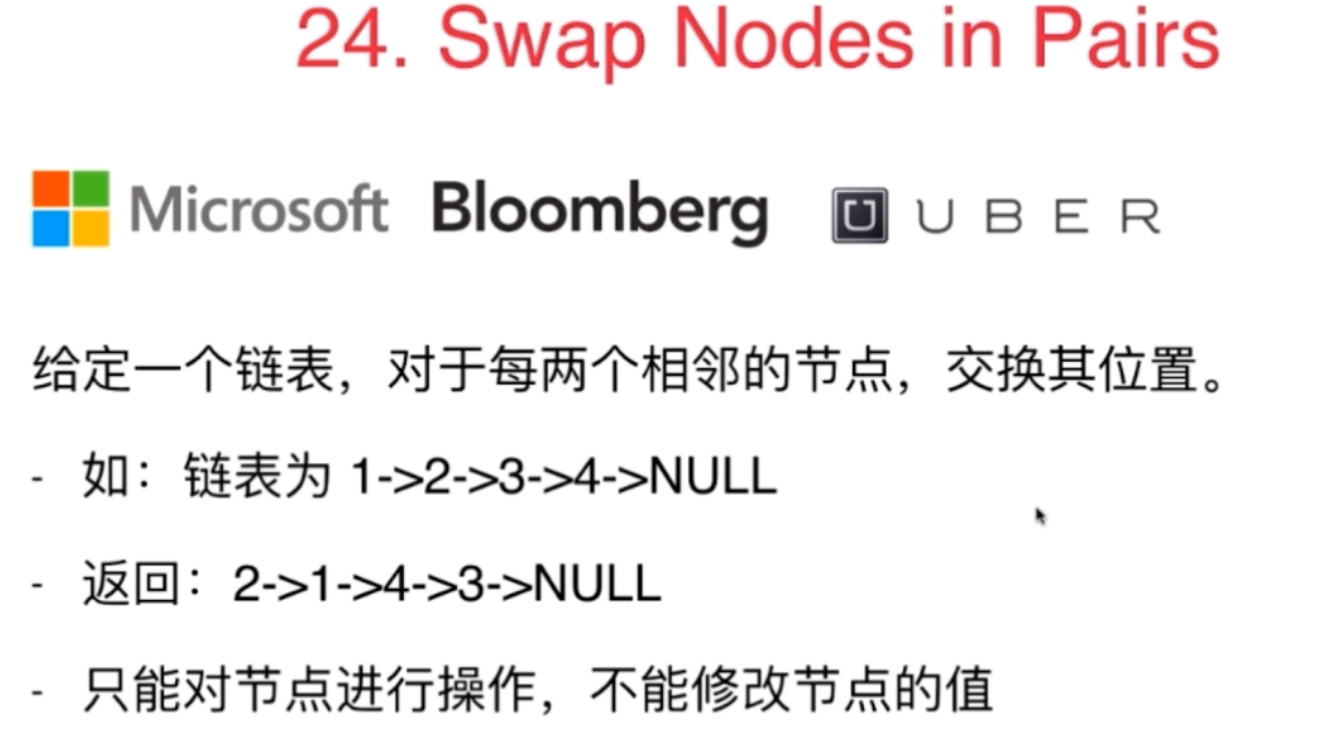 24. Swap Nodes in Pairs
Microsoft Bloomberg UBER
给定一个链表，对于每两个相邻的节点，交换其位置。
- 如：链表为 1->2->3->4->NULL
- 返回：2->1->4->3->NULL
- 只能对节点进行操作，不能修改节点的值